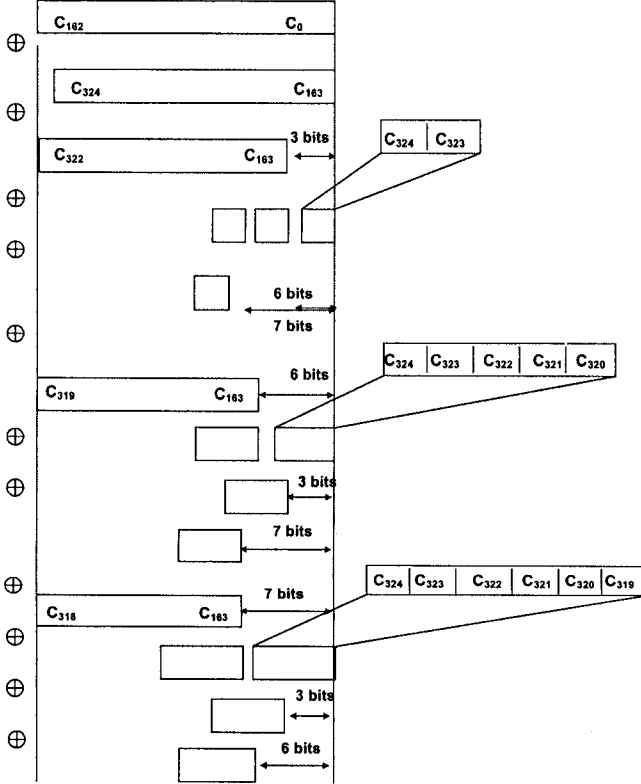 C162 C0
C324 C163
3 bits
C322 C163
C324 C323
6 bits
7 bits
C324 C323 C322 C321 C320
6 bits
C319 C163
3 bits
7 bits
C324 C323 C322 C321 C320 C319
7 bits
C318 C163
3 bits
6 bits